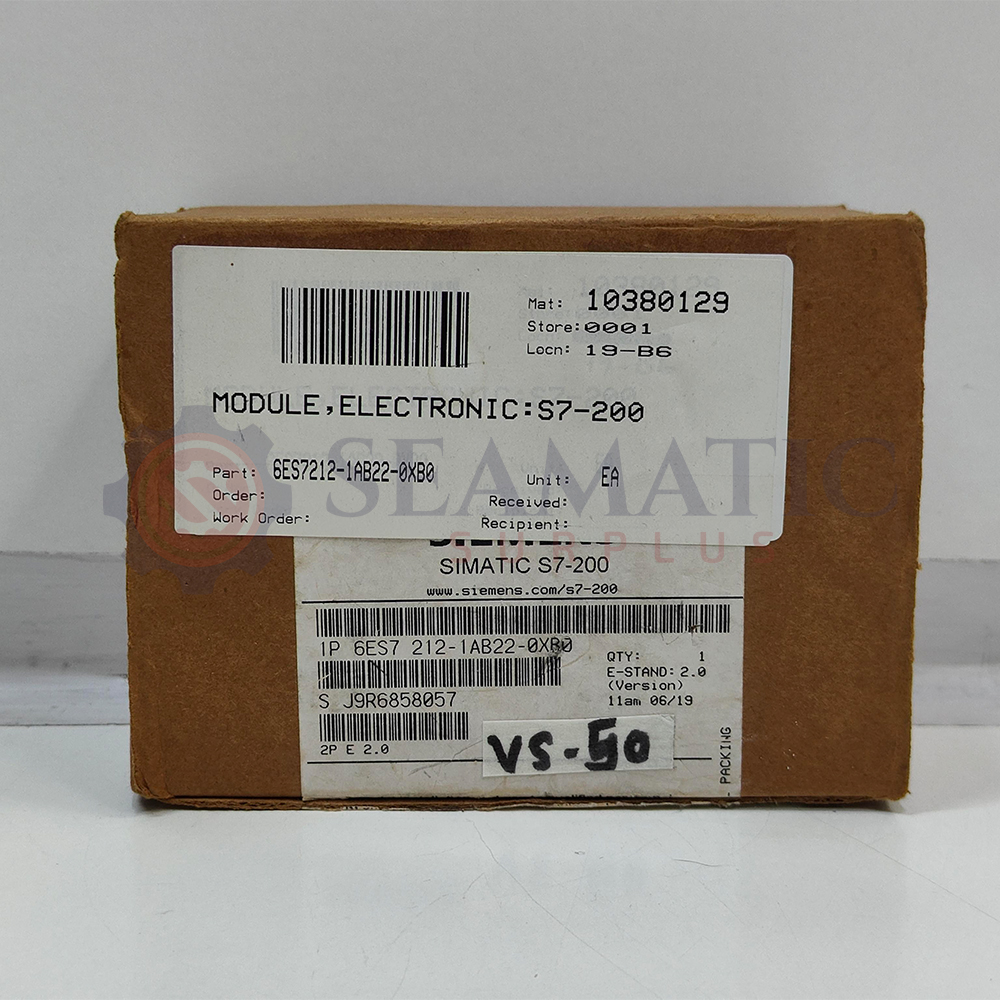 Mat: 10380129
Store:0001
Locn: 19-B6
MODULE,ELECTRONIC:S7-200
Part: 6ES7212-1AB22-0XB0
Unit: EA
Order:
Received:
Work Order:
Recipient:
SEAMATIC
SURPLUS
SIEMENS
SIMATIC S7-200
www.siemens.com/s7-200
1P 6ES7 212-1AB22-0XB0
QTY: 1
E-STAND: 2.0
(Version)
11am 06/19
S J9R6858057
2P E 2.0
VS-50
- PACKING